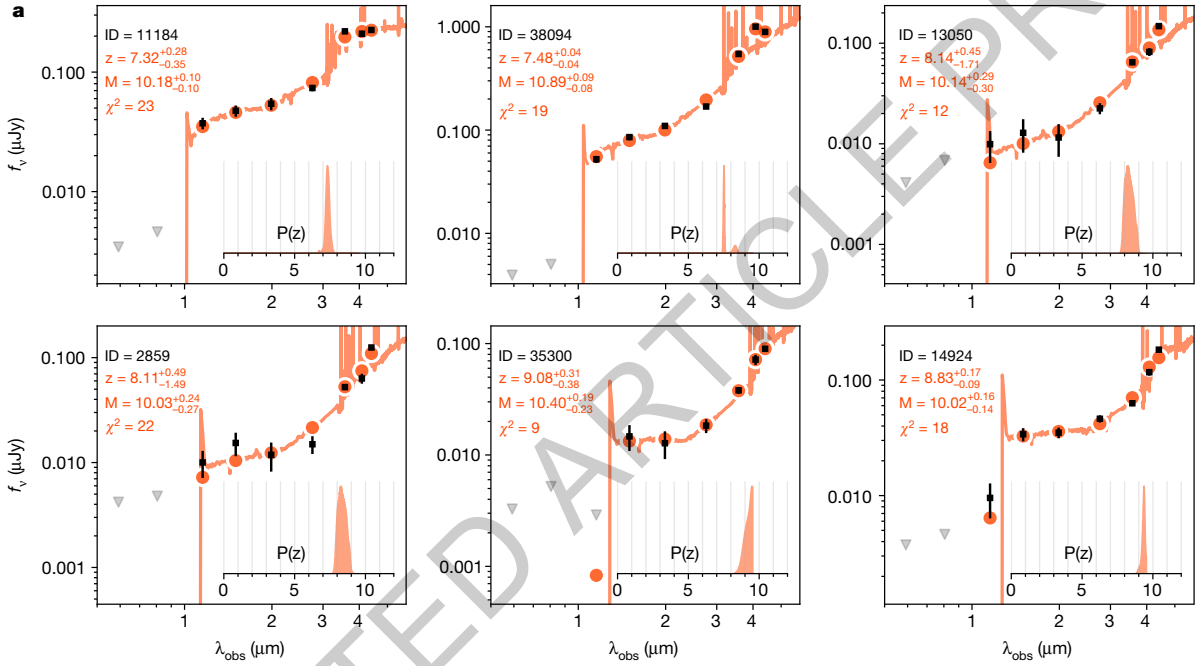 a
ID = 11184
z = 7.32 +0.28 −0.35
M = 10.18 +0.10 −0.10
χ² = 23
0.100
0.010
fν (μJy)
P(z)
0 5 10
1 2 3 4
ID = 38094
z = 7.48 +0.04 −0.04
M = 10.89 +0.09 −0.08
χ² = 19
1.000
0.100
0.010
P(z)
0 5 10
1 2 3 4
ID = 13050
z = 8.14 +0.45 −1.71
M = 10.14 +0.29 −0.30
χ² = 12
0.100
0.010
0.001
P(z)
0 5 10
1 2 3 4
ID = 2859
z = 8.11 +0.49 −1.49
M = 10.03 +0.24 −0.27
χ² = 22
0.100
0.010
0.001
fν (μJy)
P(z)
0 5 10
1 2 3 4
λobs (μm)
ID = 35300
z = 9.08 +0.31 −0.38
M = 10.40 +0.19 −0.23
χ² = 9
0.100
0.010
0.001
P(z)
0 5 10
1 2 3 4
λobs (μm)
ID = 14924
z = 8.83 +0.17 −0.09
M = 10.02 +0.16 −0.14
χ² = 18
0.100
0.010
P(z)
0 5 10
1 2 3 4
λobs (μm)
TED ARTICLE PR